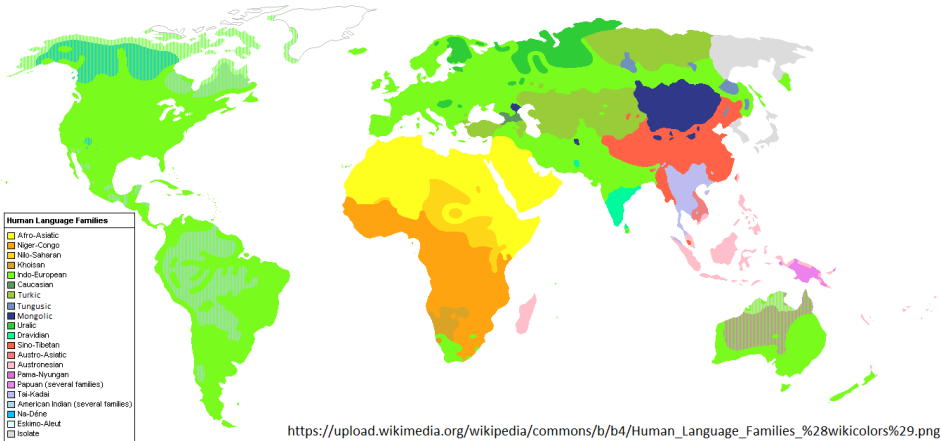 Human Language Families
Afro-Asiatic
Niger-Congo
Nilo-Saharan
Khoisan
Indo-European
Caucasian
Turkic
Tungusic
Mongolic
Uralic
Dravidian
Sino-Tibetan
Austro-Asiatic
Austronesian
Pama-Nyungan
Papuan (several families)
Tai-Kadai
American Indian (several families)
Na-Déne
Eskimo-Aleut
Isolate
https://upload.wikimedia.org/wikipedia/commons/b/b4/Human_Language_Families_%28wikicolors%29.png